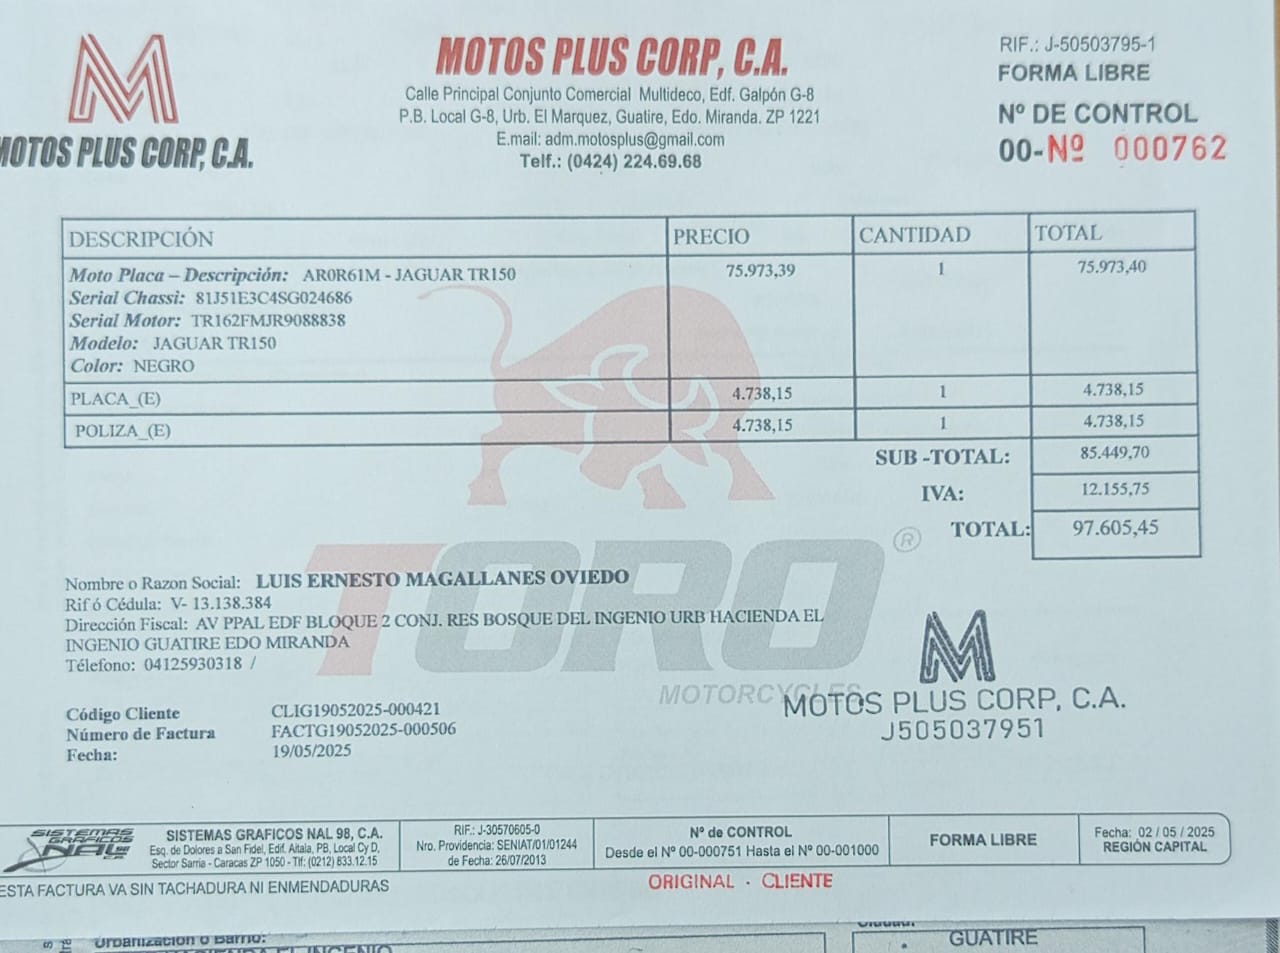 MOTOS PLUS CORP, C.A.
Calle Principal Conjunto Comercial Multideco, Edf. Galpón G-8
P.B. Local G-8, Urb. El Marquez, Guatire, Edo. Miranda. ZP 1221
E.mail: adm.motosplus@gmail.com
Telf.: (0424) 224.69.68
M
MOTOS PLUS CORP, C.A.
RIF.: J-50503795-1
FORMA LIBRE
Nº DE CONTROL
00-Nº 000762
DESCRIPCIÓN PRECIO CANTIDAD TOTAL
Moto Placa – Descripción: AR0R61M - JAGUAR TR150 75.973,39 1 75.973,40
Serial Chassi: 81J51E3C4SG024686
Serial Motor: TR162FMJR9088838
Modelo: JAGUAR TR150
Color: NEGRO
PLACA_(E) 4.738,15 1 4.738,15
POLIZA_(E) 4.738,15 1 4.738,15
SUB -TOTAL: 85.449,70
IVA: 12.155,75
TOTAL: 97.605,45
TORO ®
MOTORCYCLES
Nombre o Razon Social: LUIS ERNESTO MAGALLANES OVIEDO
Rif ó Cédula: V- 13.138.384
Dirección Fiscal: AV PPAL EDF BLOQUE 2 CONJ. RES BOSQUE DEL INGENIO URB HACIENDA EL
INGENIO GUATIRE EDO MIRANDA
Télefono: 04125930318 /
M
MOTOS PLUS CORP, C.A.
J505037951
Código Cliente CLIG19052025-000421
Número de Factura FACTG19052025-000506
Fecha: 19/05/2025
SISTEMAS
GRAFICOS
NAL 98
C.A.
SISTEMAS GRAFICOS NAL 98, C.A.
Esq. de Dolores a San Fidel, Edif. Aitala, PB, Local Cy D,
Sector Sarria - Caracas ZP 1050 - Tlf: (0212) 833.12.15
RIF.: J-30570605-0
Nro. Providencia: SENIAT/01/01244
de Fecha: 26/07/2013
Nº de CONTROL
Desde el Nº 00-000751 Hasta el Nº 00-001000
FORMA LIBRE
Fecha: 02 / 05 / 2025
REGIÓN CAPITAL
ESTA FACTURA VA SIN TACHADURA NI ENMENDADURAS
ORIGINAL - CLIENTE
Urbanización o Barrio:
EL INGENIO
Ciudad:
GUATIRE